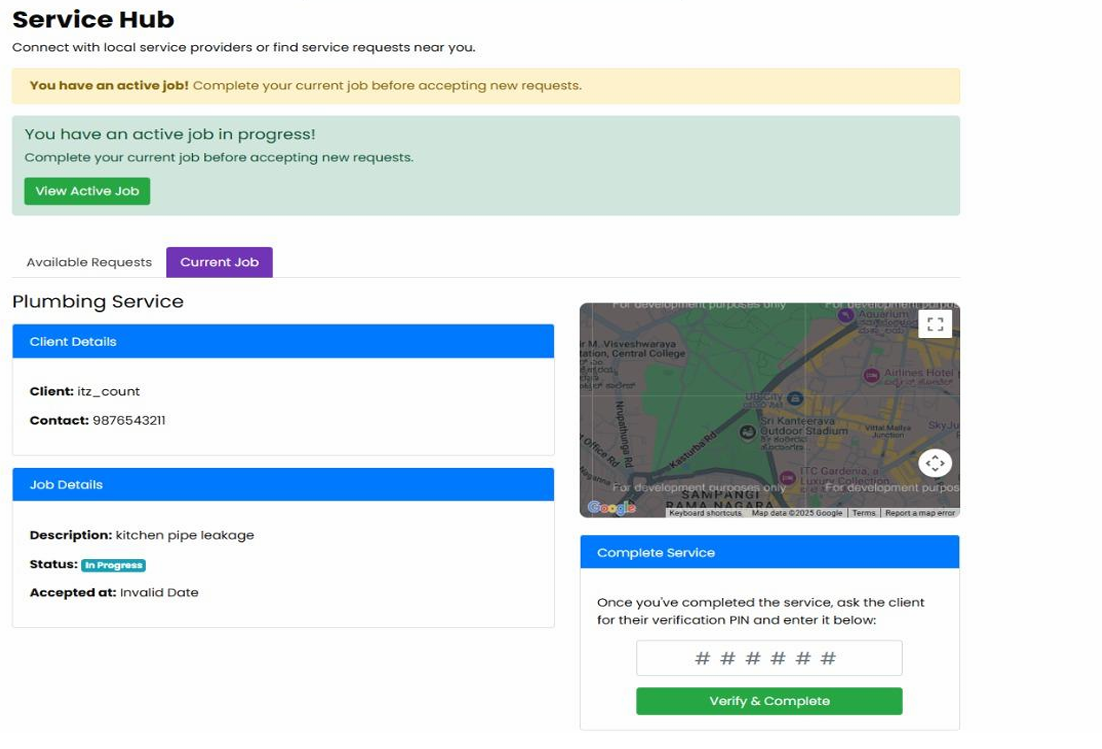 Service Hub
Connect with local service providers or find service requests near you.
You have an active job! Complete your current job before accepting new requests.
You have an active job in progress!
Complete your current job before accepting new requests.
View Active Job
Available Requests
Current Job
Plumbing Service
Client Details
Client: itz_count
Contact: 9876543211
Job Details
Description: kitchen pipe leakage
Status: In Progress
Accepted at: Invalid Date
For development purposes only
Aquarium
ir M. Visveshwaraya
tation, Central College
Airlines Hotel
UB City
Sri Kanteerava
Outdoor Stadium
Vittal Mallya
Junction
SkyJu
Nrupathunga Rd
Kasturba Rd
Office Rd
ITC Gardenia, a
Luxury Collection
For development purposes only
For development purpos
SAMPANGI
RAMA NAGARA
Google
Keyboard shortcuts
Map data ©2025 Google
Terms
Report a map error
Complete Service
Once you've completed the service, ask the client
for their verification PIN and enter it below:
# # # # # #
Verify & Complete